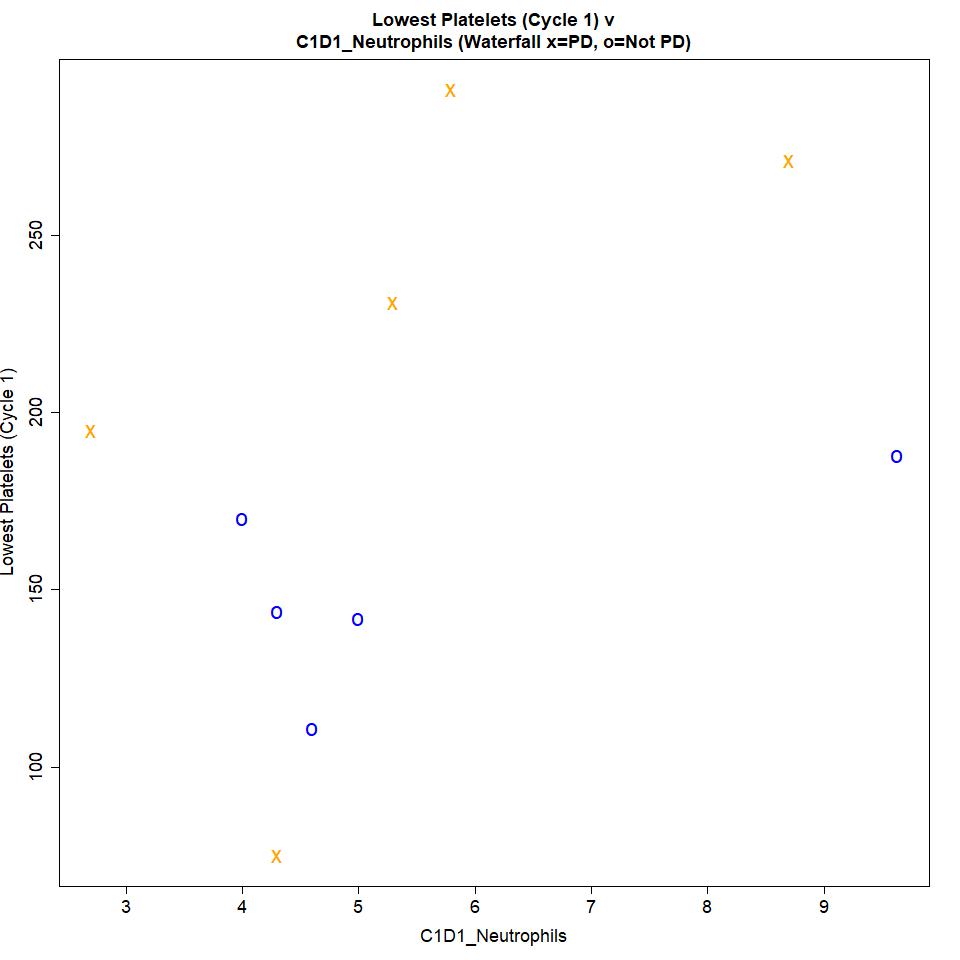 Lowest Platelets (Cycle 1) v
C1D1_Neutrophils (Waterfall x=PD, o=Not PD)
Lowest Platelets (Cycle 1)
250
200
150
100
X
X
X
X
O
O
O
O
O
X
3 4 5 6 7 8 9
C1D1_Neutrophils